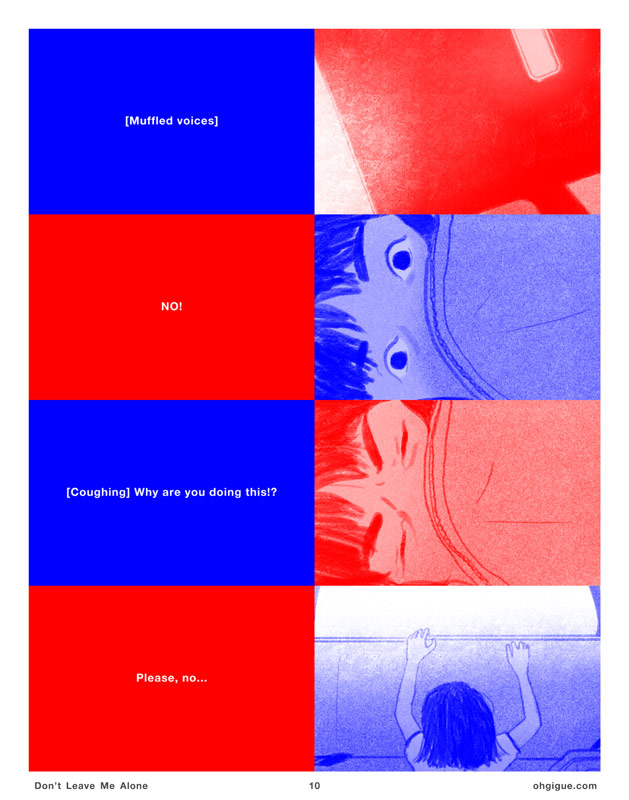 [Muffled voices]
NO!
[Coughing] Why are you doing this!?
Please, no...
Don't Leave Me Alone
10
ohgigue.com